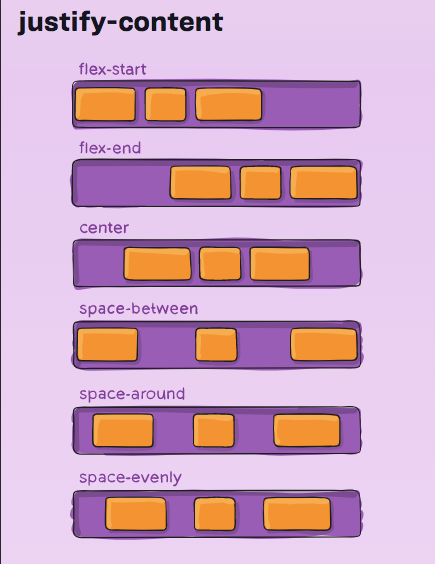 justify-content
flex-start
flex-end
center
space-between
space-around
space-evenly